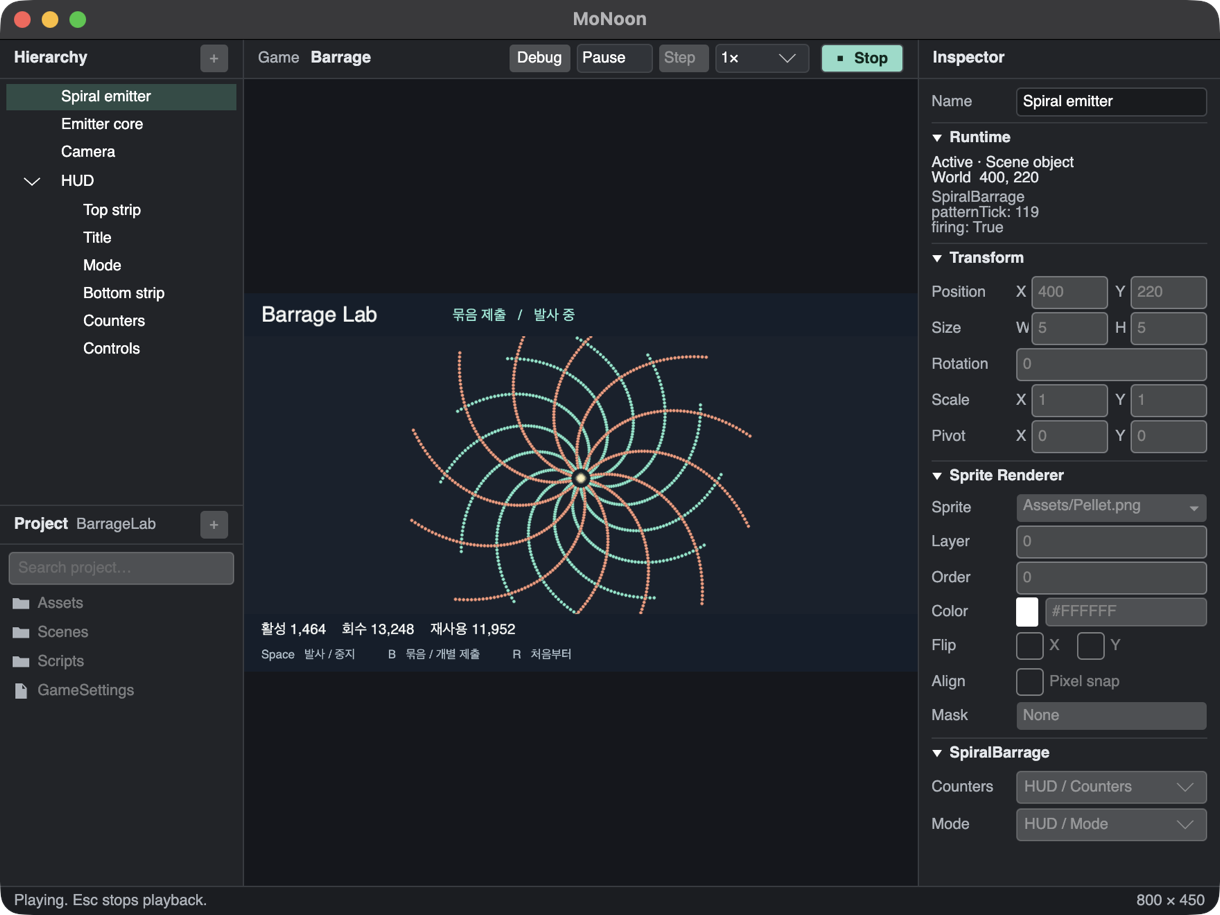 MoNoon
Hierarchy +
Spiral emitter
Emitter core
Camera
HUD
Top strip
Title
Mode
Bottom strip
Counters
Controls
Project BarrageLab +
Search project...
Assets
Scenes
Scripts
GameSettings
Game Barrage Debug Pause Step 1× Stop
Barrage Lab 묶음 제출 / 발사 중
활성 1,464 회수 13,248 재사용 11,952
Space 발사 / 중지 B 묶음 / 개별 제출 R 처음부터
Inspector
Name Spiral emitter
Runtime
Active · Scene object
World 400, 220
SpiralBarrage
patternTick: 119
firing: True
Transform
Position X 400 Y 220
Size W 5 H 5
Rotation 0
Scale X 1 Y 1
Pivot X 0 Y 0
Sprite Renderer
Sprite Assets/Pellet.png
Layer 0
Order 0
Color #FFFFFF
Flip X Y
Align Pixel snap
Mask None
SpiralBarrage
Counters HUD / Counters
Mode HUD / Mode
Playing. Esc stops playback. 800 × 450